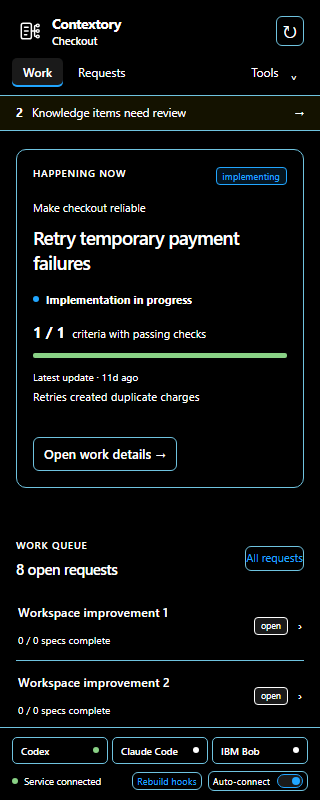 Contextory
Checkout
Work
Requests
Tools
2 Knowledge items need review →
HAPPENING NOW
implementing
Make checkout reliable
Retry temporary payment
failures
Implementation in progress
1 / 1 criteria with passing checks
Latest update · 11d ago
Retries created duplicate charges
Open work details →
WORK QUEUE
8 open requests
All requests
Workspace improvement 1
open ›
0 / 0 specs complete
Workspace improvement 2
open ›
0 / 0 specs complete
Codex
Claude Code
IBM Bob
Service connected
Rebuild hooks
Auto-connect